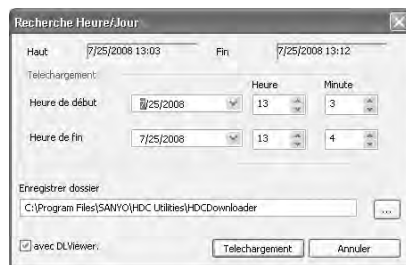 Recherche Heure/Jour
Haut 7/25/2008 13:03 Fin 7/25/2008 13:12
Telechargement
Heure Minute
Heure de début 7/25/2008 13 3
Heure de fin 7/25/2008 13 4
Enregistrer dossier
C:\Program Files\SANYO\HDC Utilities\HDCDownloader ...
avec DLViewer.
Telechargement Annuler